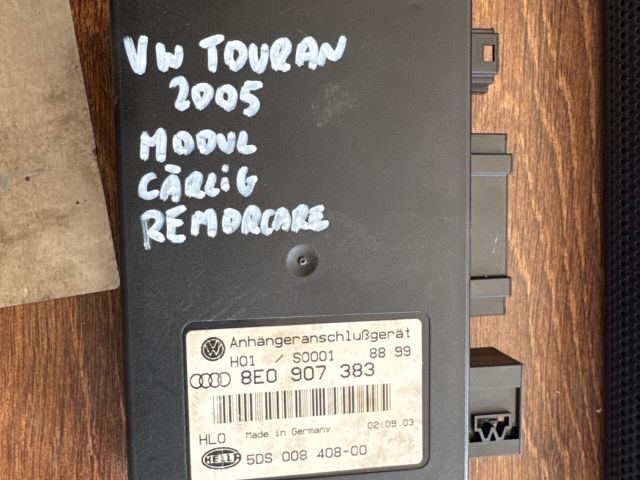 VW TOURAN
2005
MODUL
CÂRLiG
REMORCARE
Anhängeranschlußgerät
H01 / S0001 88 99
8E0 907 383
HLO Made in Germany 02.09.03
HELLA 5DS 008 408-00